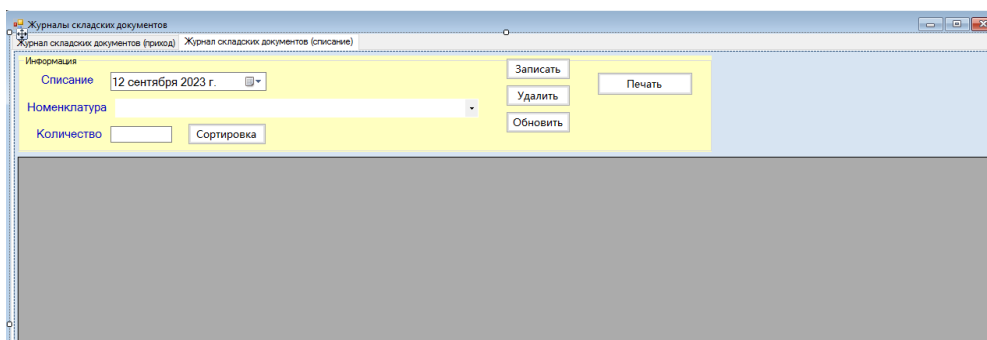 Журналы складских документов
Журнал складских документов (приход) Журнал складских документов (списание)
Информация
Списание 12 сентября 2023 г.
Записать
Печать
Удалить
Номенклатура
Обновить
Количество Сортировка